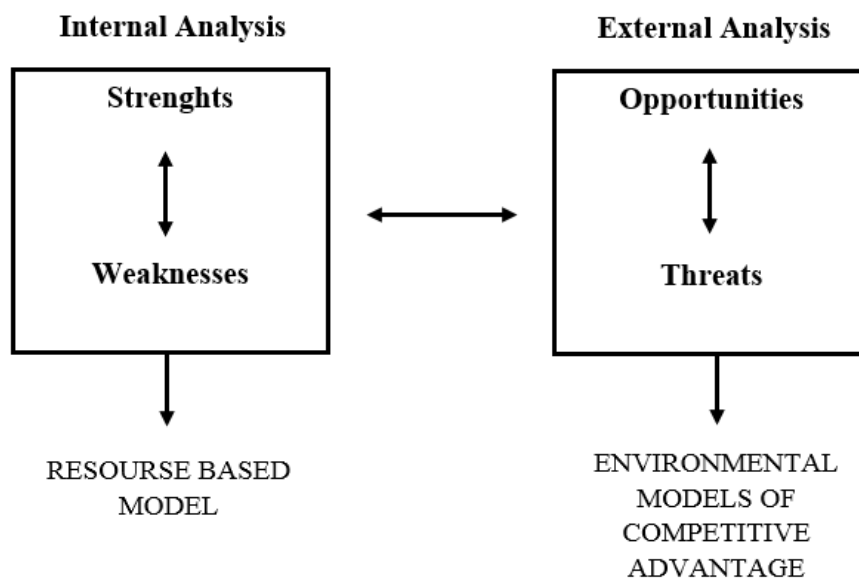 Internal Analysis
Strenghts
Weaknesses
RESOURSE BASED
MODEL
External Analysis
Opportunities
Threats
ENVIRONMENTAL
MODELS OF
COMPETITIVE
ADVANTAGE